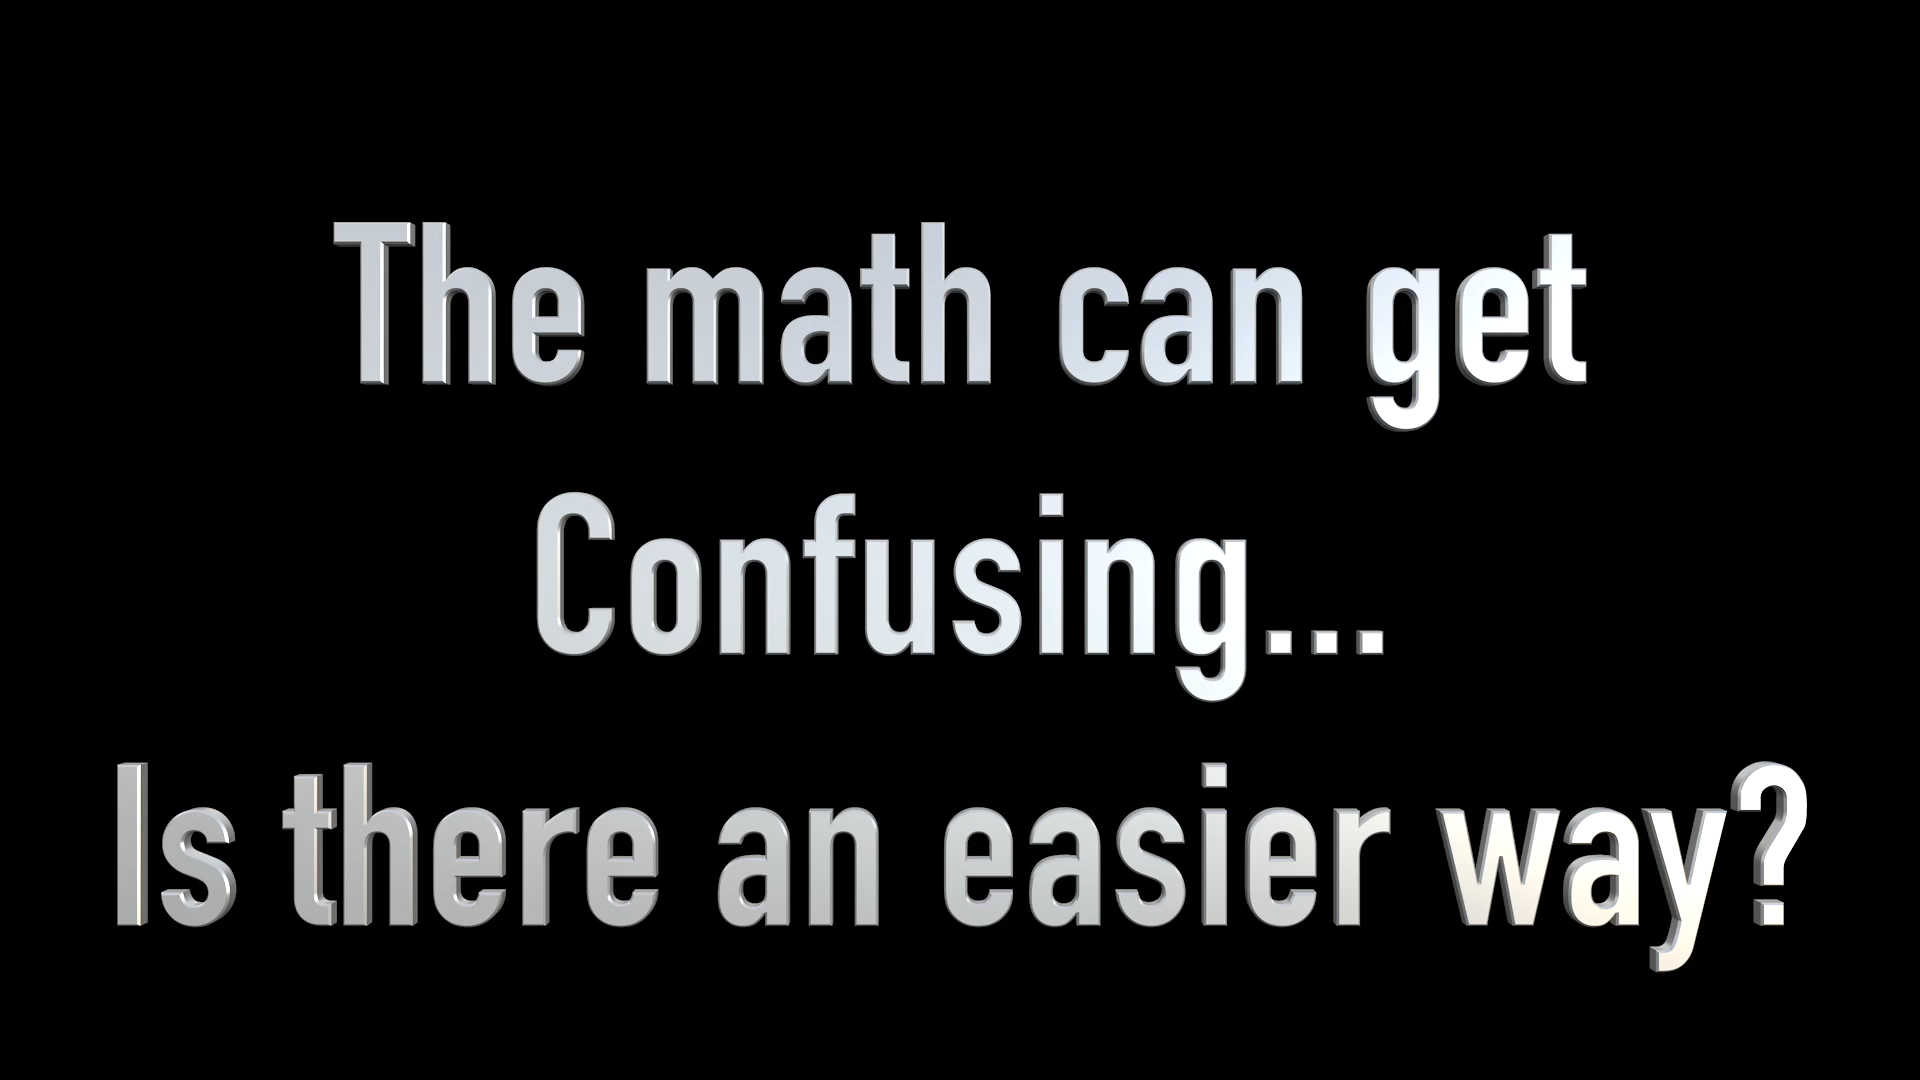 The math can get
Confusing...
Is there an easier way?